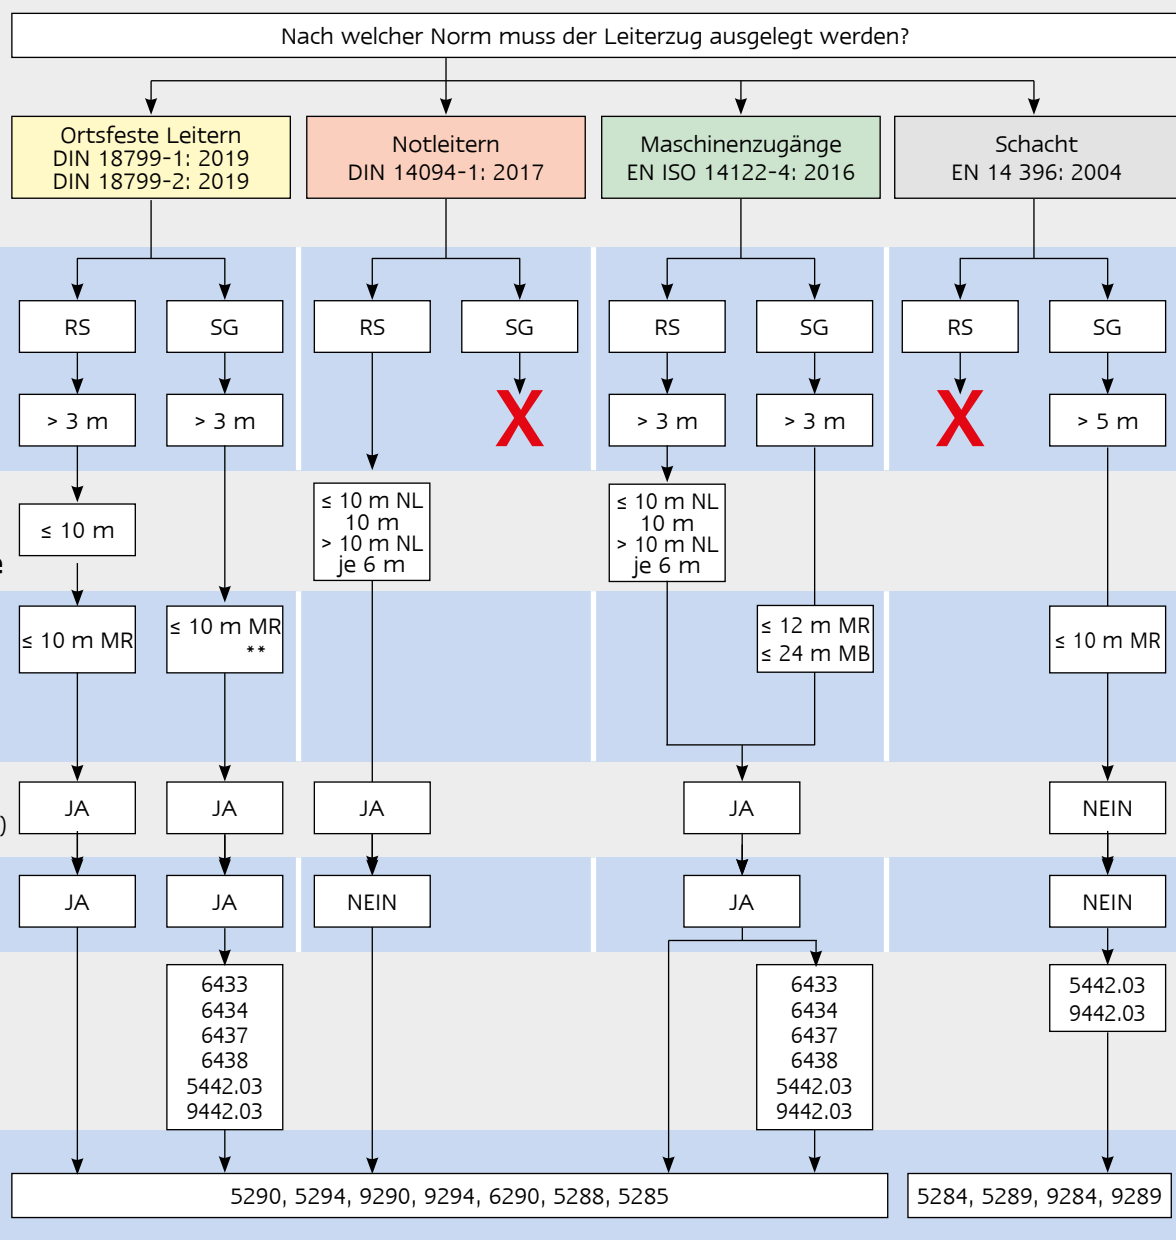 Nach welcher Norm muss der Leiterzug ausgelegt werden?
Ortsfeste Leitern
DIN 18799-1: 2019
DIN 18799-2: 2019
Notleitern
DIN 14094-1: 2017
Maschinenzugänge
EN ISO 14122-4: 2016
Schacht
EN 14 396: 2004
RS
SG
RS
SG
RS
SG
RS
SG
> 3 m
> 3 m
X
> 3 m
> 3 m
X
> 5 m
≤ 10 m
≤ 10 m NL
10 m
> 10 m NL
je 6 m
≤ 10 m NL
10 m
> 10 m NL
je 6 m
e
≤ 10 m MR
≤ 10 m MR
**
≤ 12 m MR
≤ 24 m MB
≤ 10 m MR
)
JA
JA
JA
JA
NEIN
JA
JA
NEIN
JA
NEIN
6433
6434
6437
6438
5442.03
9442.03
6433
6434
6437
6438
5442.03
9442.03
5442.03
9442.03
5290, 5294, 9290, 9294, 6290, 5288, 5285
5284, 5289, 9284, 9289